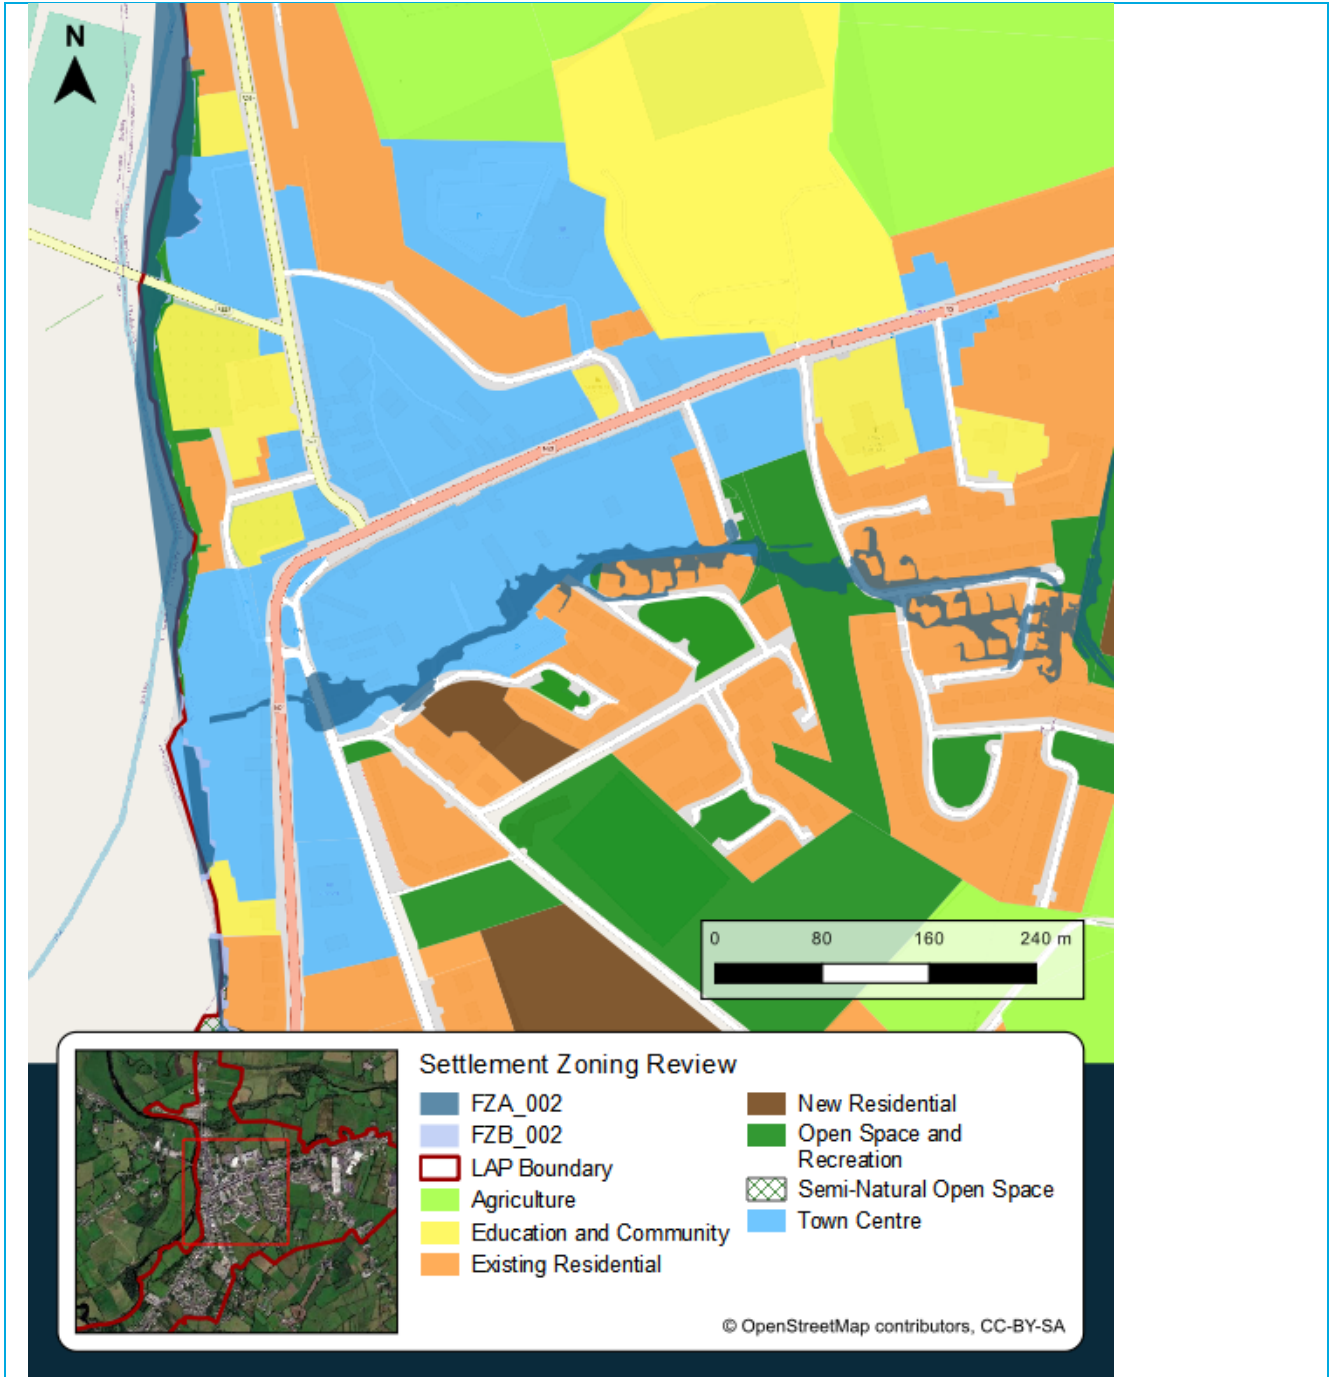 N
0 80 160 240 m
Settlement Zoning Review
FZA_002
FZB_002
LAP Boundary
Agriculture
Education and Community
Existing Residential
New Residential
Open Space and
Recreation
Semi-Natural Open Space
Town Centre
© OpenStreetMap contributors, CC-BY-SA